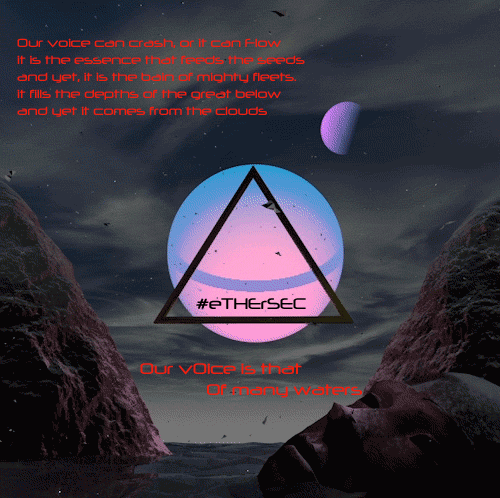 Our voice can crash, or it can flow
It is the essence that feeds the seeds
and yet, it is the bain of mighty fleets.
It fills the depths of the great below
and yet it comes from the clouds
#eTHErSEC
Our vOIce is that
Of many waters